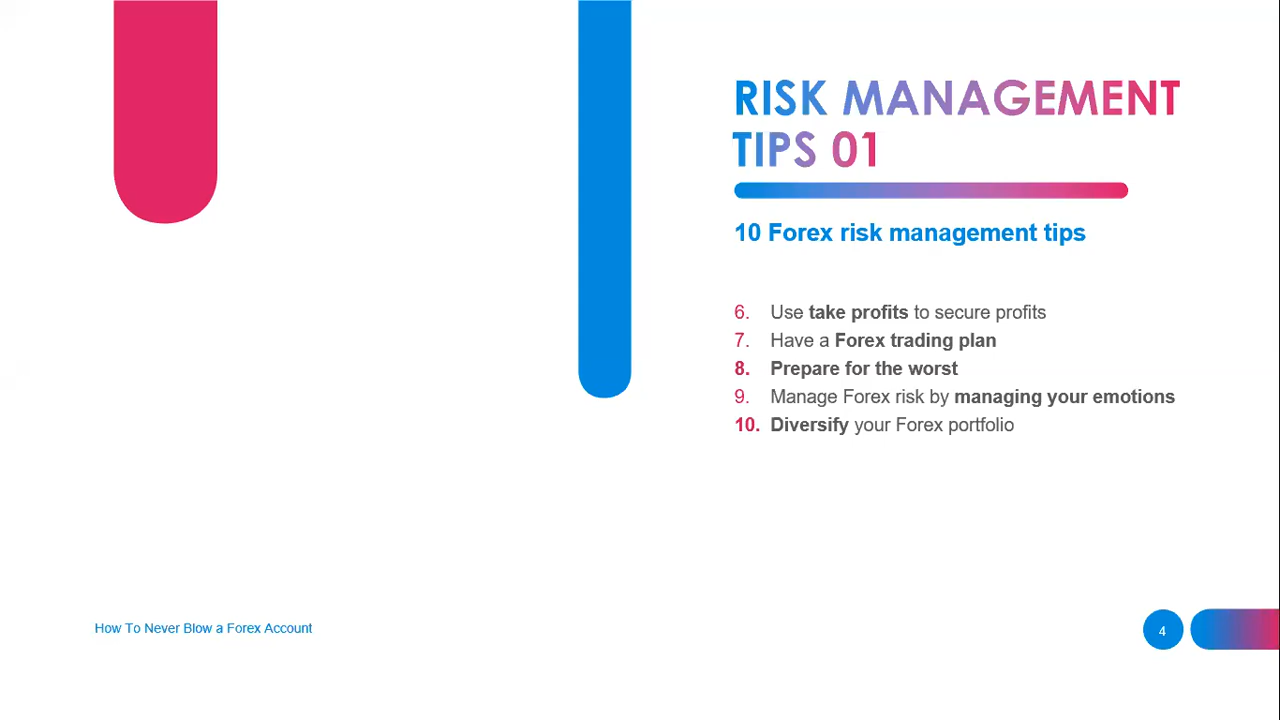 RISK MANAGEMENT
TIPS 01
10 Forex risk management tips
6. Use take profits to secure profits
7. Have a Forex trading plan
8. Prepare for the worst
9. Manage Forex risk by managing your emotions
10. Diversify your Forex portfolio
How To Never Blow a Forex Account
4